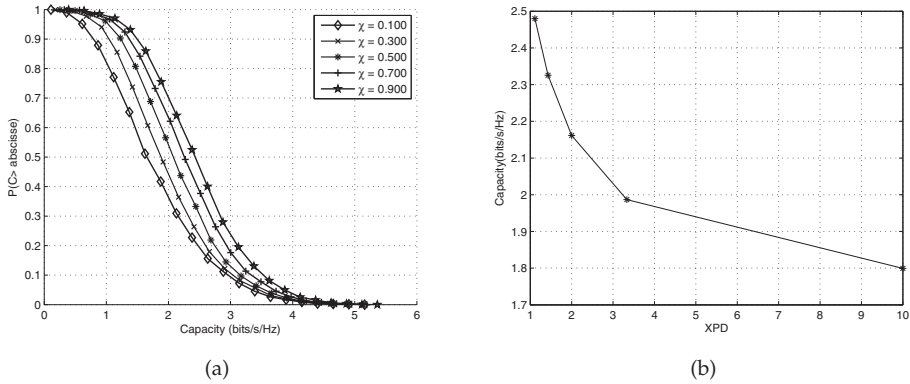 χ = 0.100
χ = 0.300
χ = 0.500
χ = 0.700
χ = 0.900
1
0.9
0.8
0.7
0.6
0.5
0.4
0.3
0.2
0.1
0
P(C> abscisse)
0 1 2 3 4 5 6
Capacity (bits/s/Hz)
(a)
2.5
2.4
2.3
2.2
2.1
2
1.9
1.8
1.7
Capacity(bits/s/Hz)
1 2 3 4 5 6 7 8 9 10
XPD
(b)